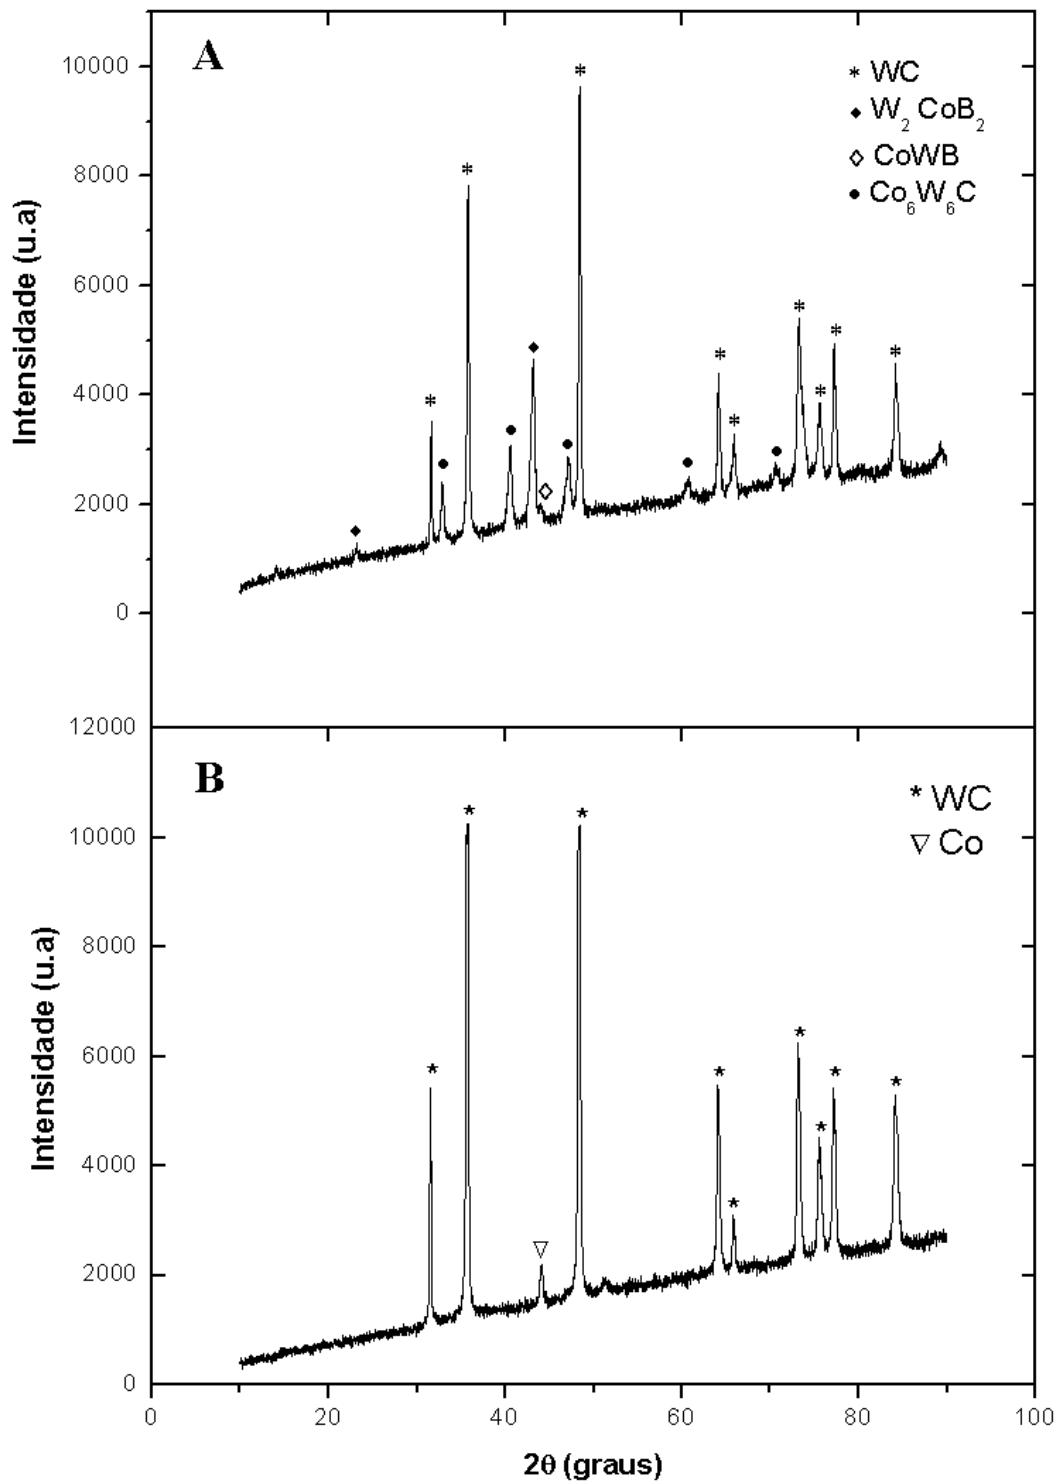 A
* WC
◆ W2 CoB2
◇ CoWB
● Co6W6C
Intensidade (u.a)
10000
8000
6000
4000
2000
0
B
* WC
▽ Co
Intensidade (u.a)
12000
10000
8000
6000
4000
2000
0
0 20 40 60 80 100
2θ (graus)